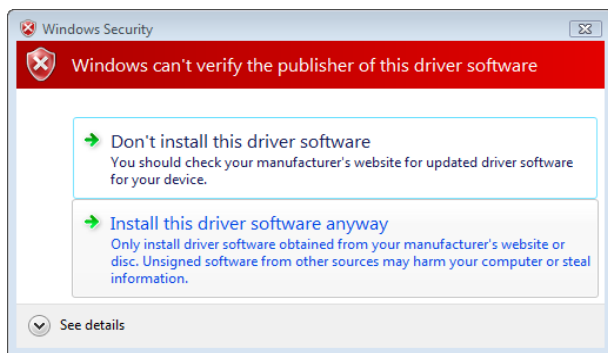 Windows Security
Windows can't verify the publisher of this driver software
Don't install this driver software
You should check your manufacturer's website for updated driver software
for your device.
Install this driver software anyway
Only install driver software obtained from your manufacturer's website or
disc. Unsigned software from other sources may harm your computer or steal
information.
See details